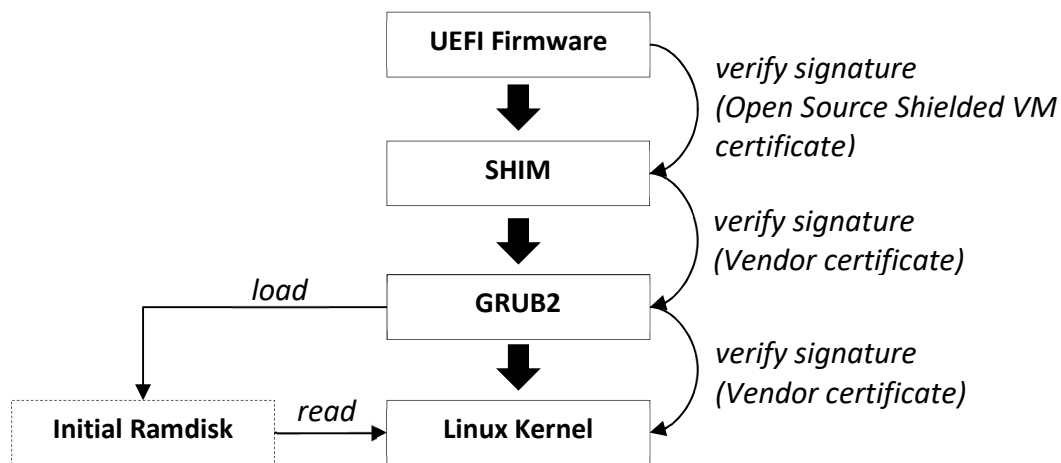 UEFI Firmware
verify signature
(Open Source Shielded VM
certificate)
SHIM
verify signature
(Vendor certificate)
load
GRUB2
verify signature
(Vendor certificate)
Initial Ramdisk
read
Linux Kernel